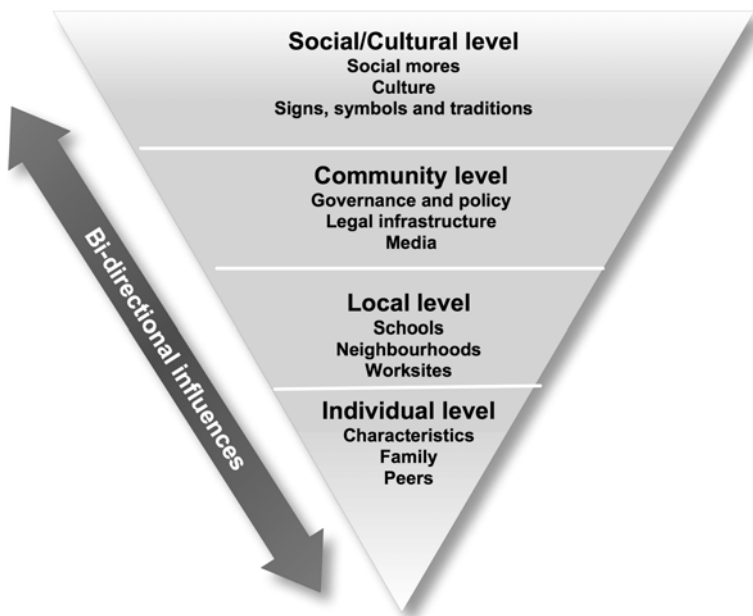 Social/Cultural level
Social mores
Culture
Signs, symbols and traditions
Community level
Governance and policy
Legal infrastructure
Media
Local level
Schools
Neighbourhoods
Worksites
Individual level
Characteristics
Family
Peers
Bi-directional influences